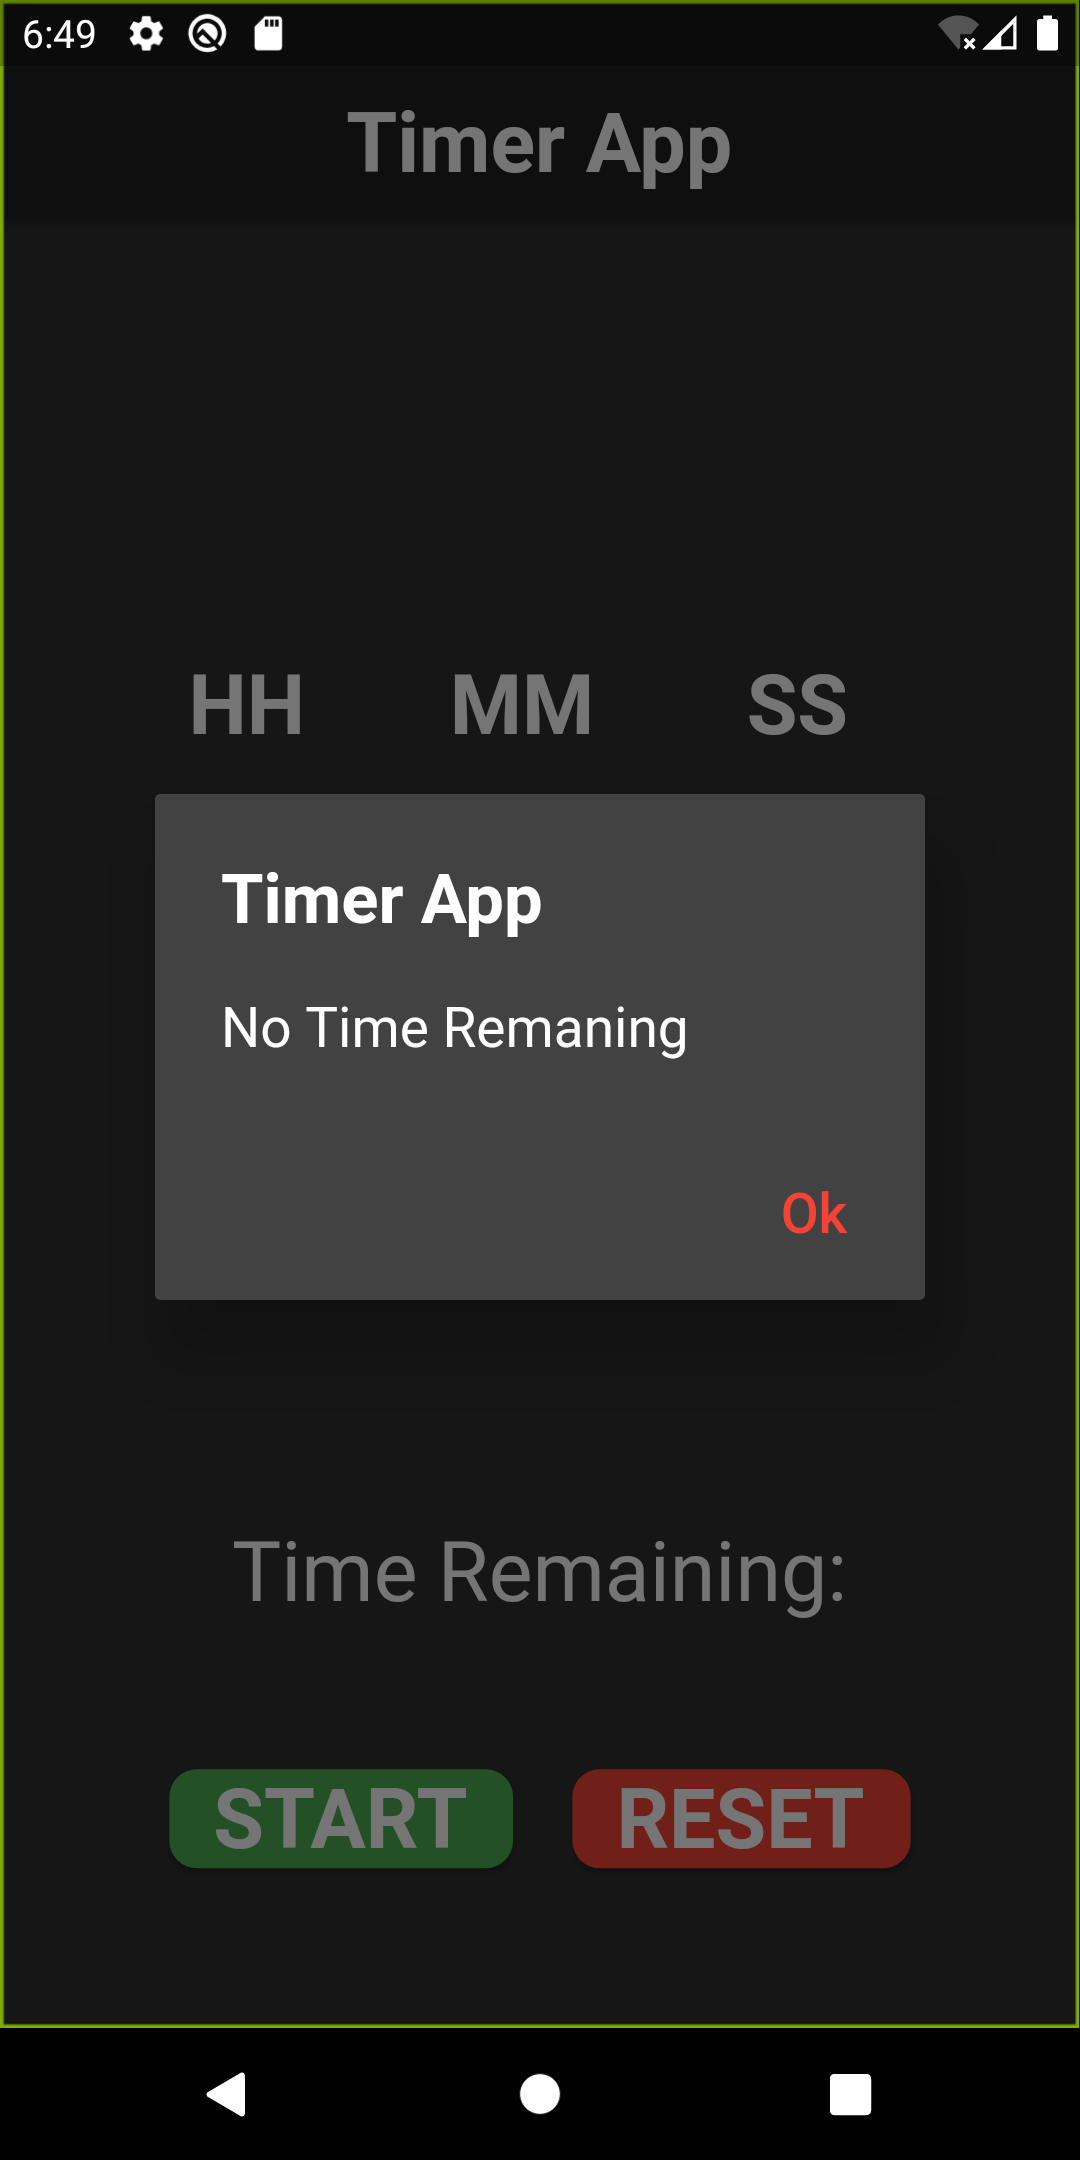 6:49
Timer App
HH MM SS
Timer App
No Time Remaning
Ok
Time Remaining:
START RESET